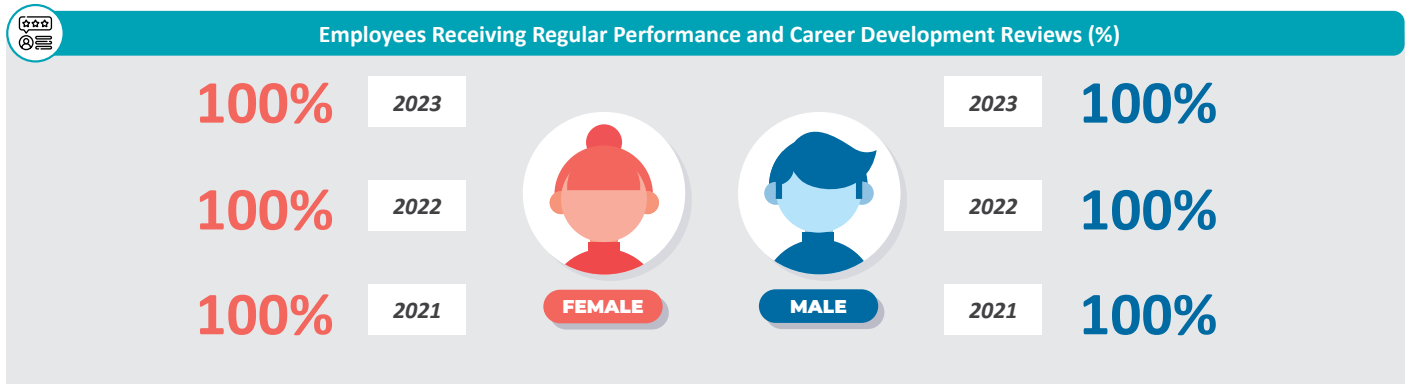 Employees Receiving Regular Performance and Career Development Reviews (%)
100% 2023 2023 100%
100% 2022 2022 100%
100% 2021 FEMALE MALE 2021 100%